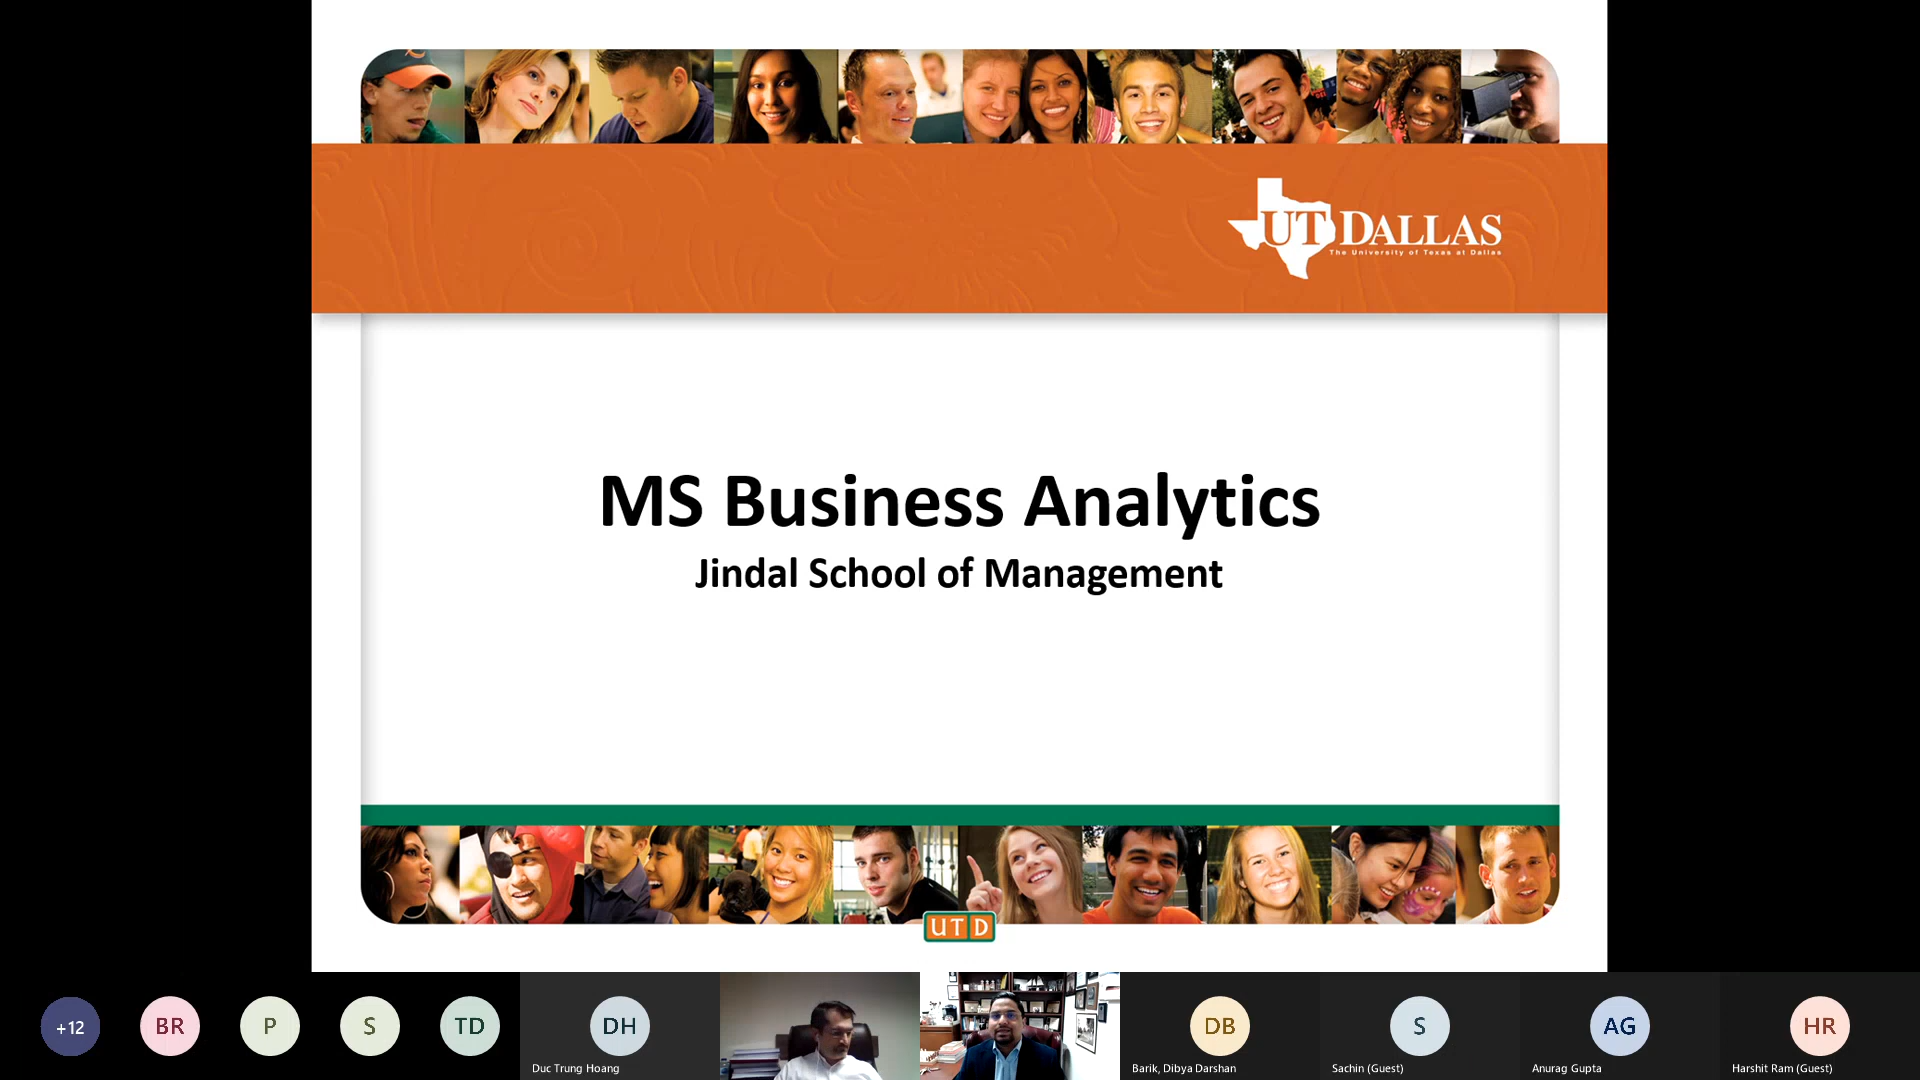 UT DALLAS
The University of Texas at Dallas
MS Business Analytics
Jindal School of Management
UT D
+12
BR
P
S
TD
DH
Duc Trung Hoang
DB
Barik, Dibya Darshan
S
Sachin (Guest)
AG
Anurag Gupta
HR
Harshit Ram (Guest)